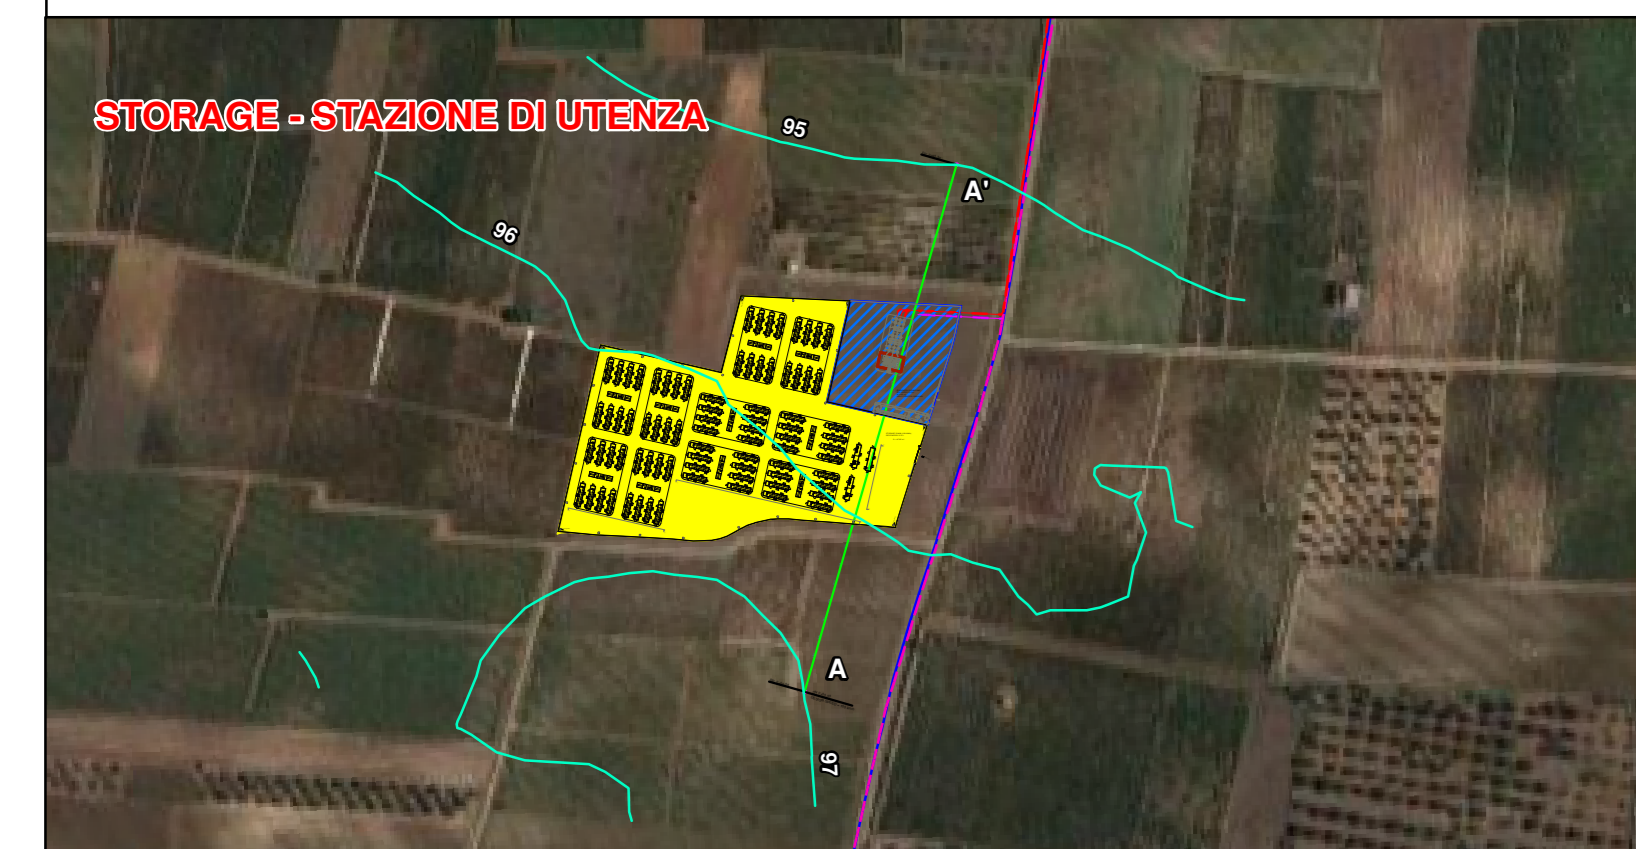 STORAGE - STAZIONE DI UTENZA
95
A'
96
A
97